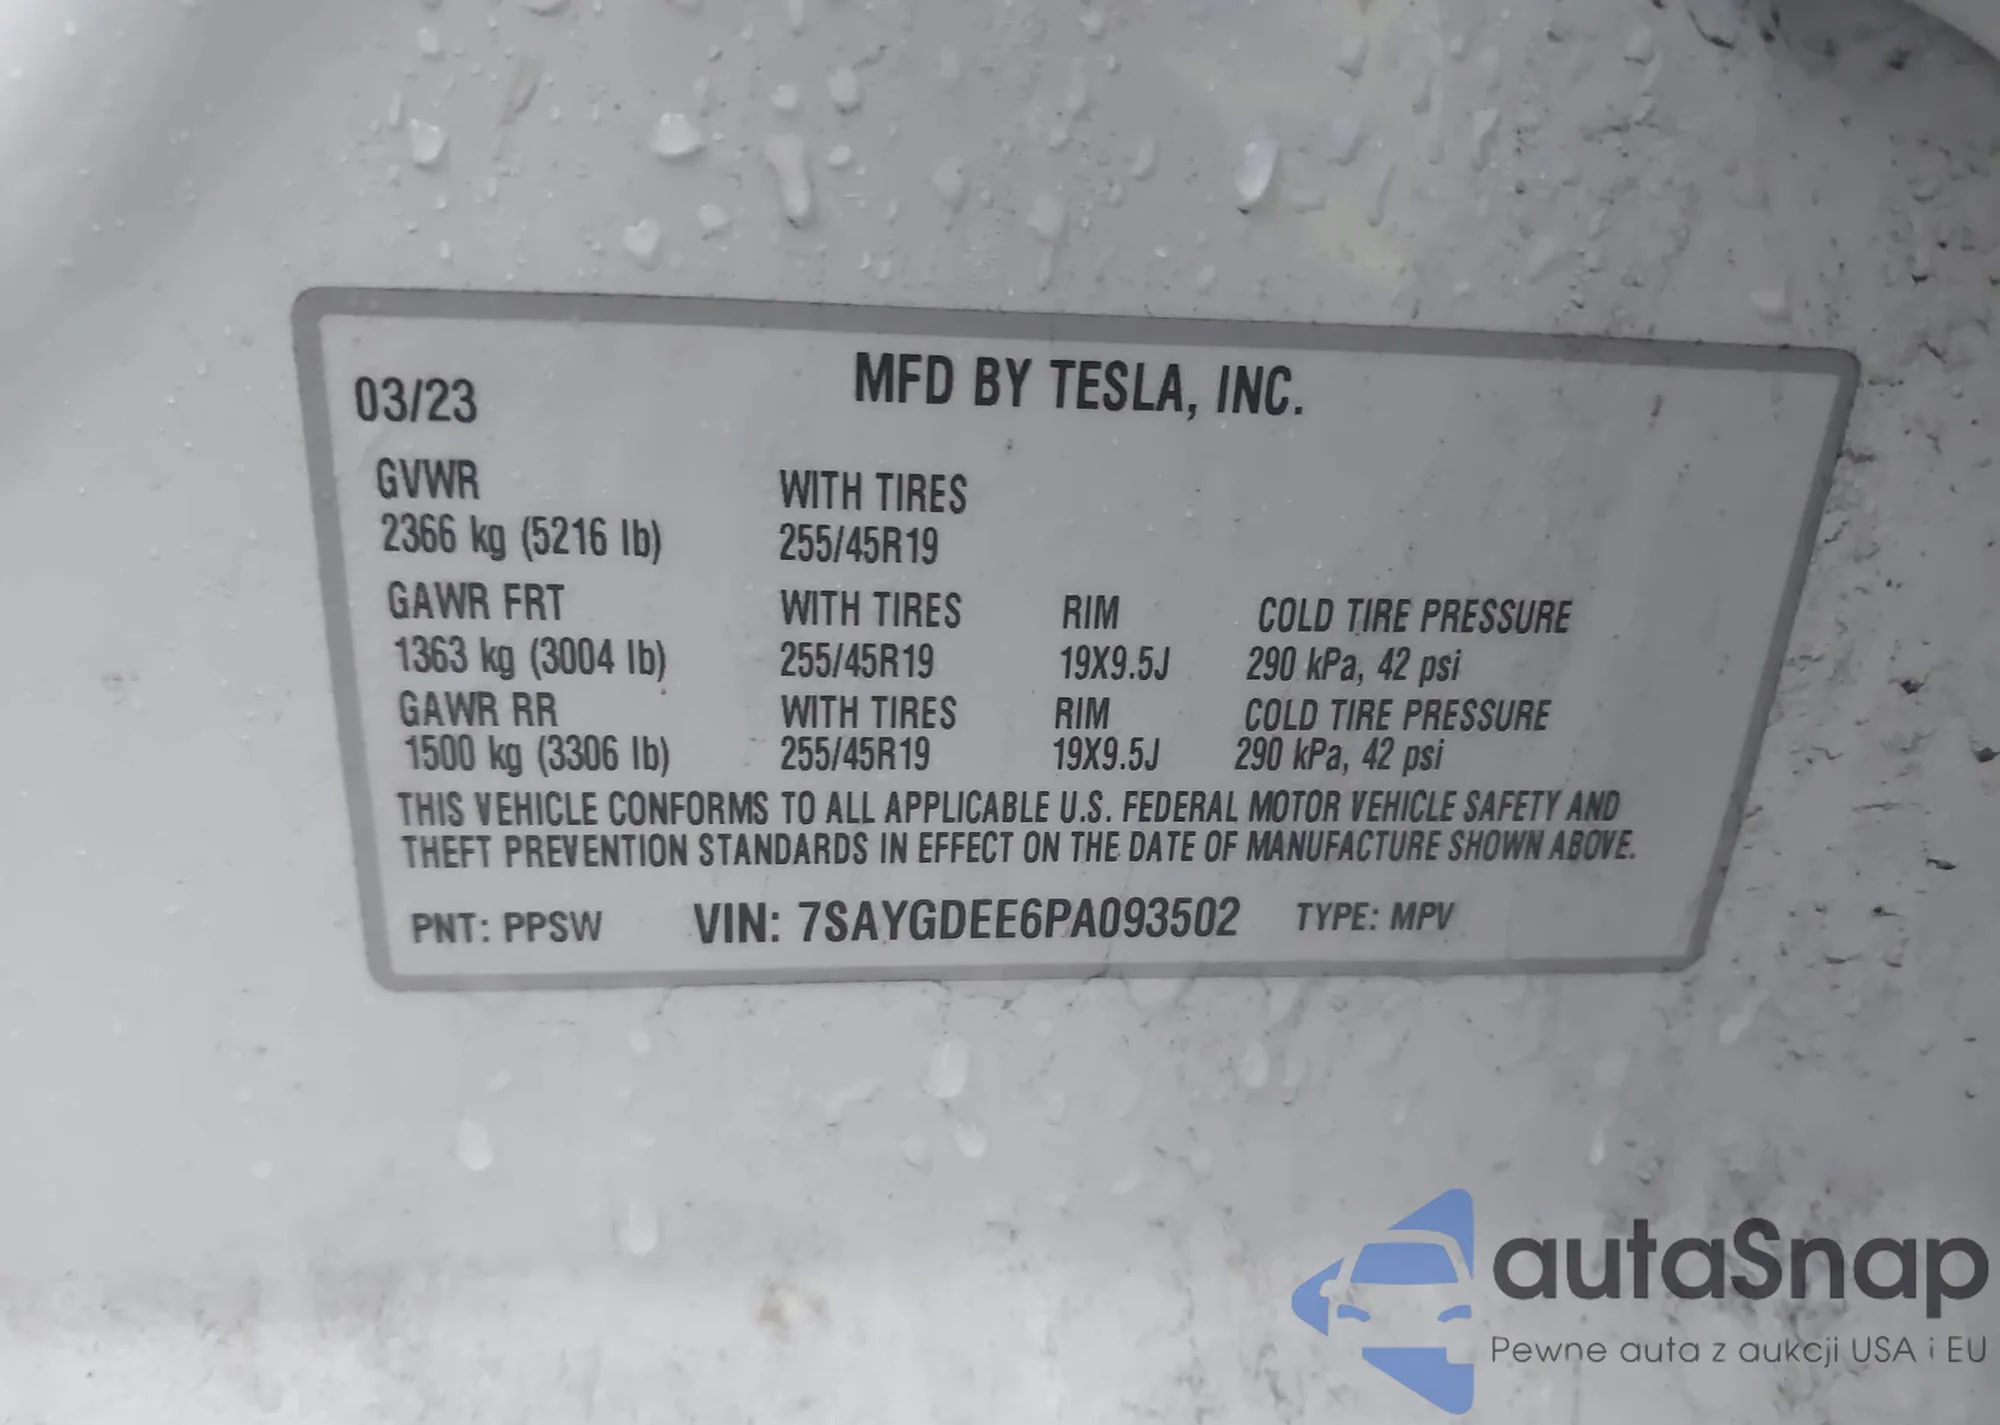 03/23 MFD BY TESLA, INC.
GVWR WITH TIRES
2366 kg (5216 lb) 255/45R19
GAWR FRT WITH TIRES RIM COLD TIRE PRESSURE
1363 kg (3004 lb) 255/45R19 19X9.5J 290 kPa, 42 psi
GAWR RR WITH TIRES RIM COLD TIRE PRESSURE
1500 kg (3306 lb) 255/45R19 19X9.5J 290 kPa, 42 psi
THIS VEHICLE CONFORMS TO ALL APPLICABLE U.S. FEDERAL MOTOR VEHICLE SAFETY AND
THEFT PREVENTION STANDARDS IN EFFECT ON THE DATE OF MANUFACTURE SHOWN ABOVE.
PNT: PPSW VIN: 7SAYGDEE6PA093502 TYPE: MPV
autaSnap
Pewne auta z aukcji USA i EU